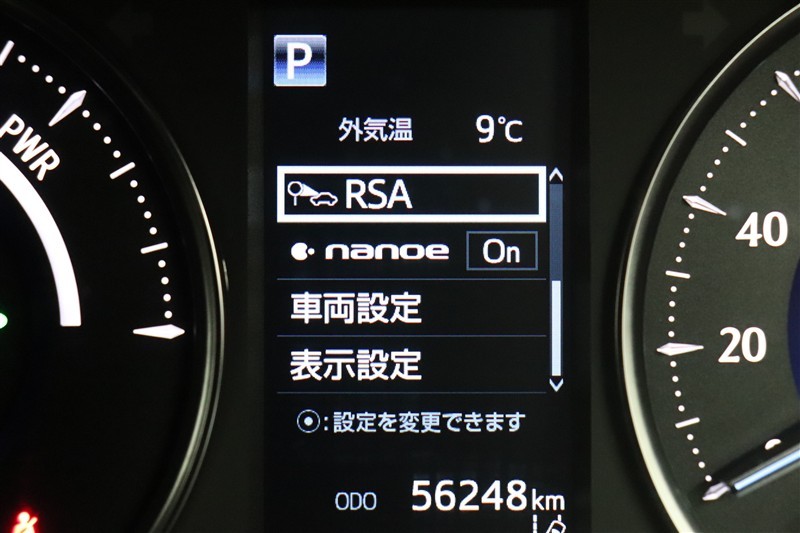 P
外気温 9℃
PWR
RSA
nanoe On
40
車両設定
20
表示設定
⦿:設定を変更できます
ODO 56248km